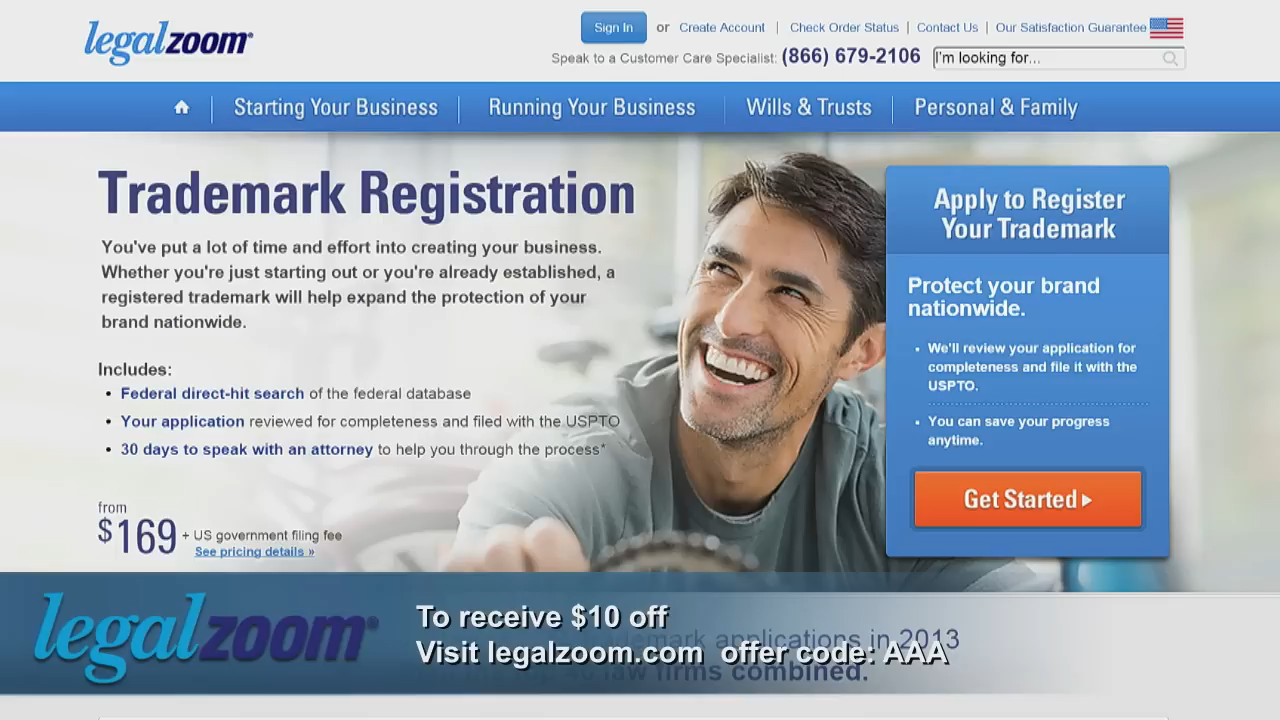 legalzoom
Sign In or Create Account | Check Order Status | Contact Us | Our Satisfaction Guarantee
Speak to a Customer Care Specialist: (866) 679-2106 I'm looking for...
Starting Your Business | Running Your Business | Wills & Trusts | Personal & Family
Trademark Registration
You've put a lot of time and effort into creating your business.
Whether you're just starting out or you're already established, a
registered trademark will help expand the protection of your
brand nationwide.
Includes:
• Federal direct-hit search of the federal database
• Your application reviewed for completeness and filed with the USPTO
• 30 days to speak with an attorney to help you through the process*
from
$169 + US government filing fee
See pricing details »
Apply to Register
Your Trademark
Protect your brand
nationwide.
• We'll review your application for
completeness and file it with the
USPTO.
• You can save your progress
anytime.
Get Started
legalzoom
To receive $10 off
Visit legalzoom.com offer code: AAA
applications in 2013
law firms combined.